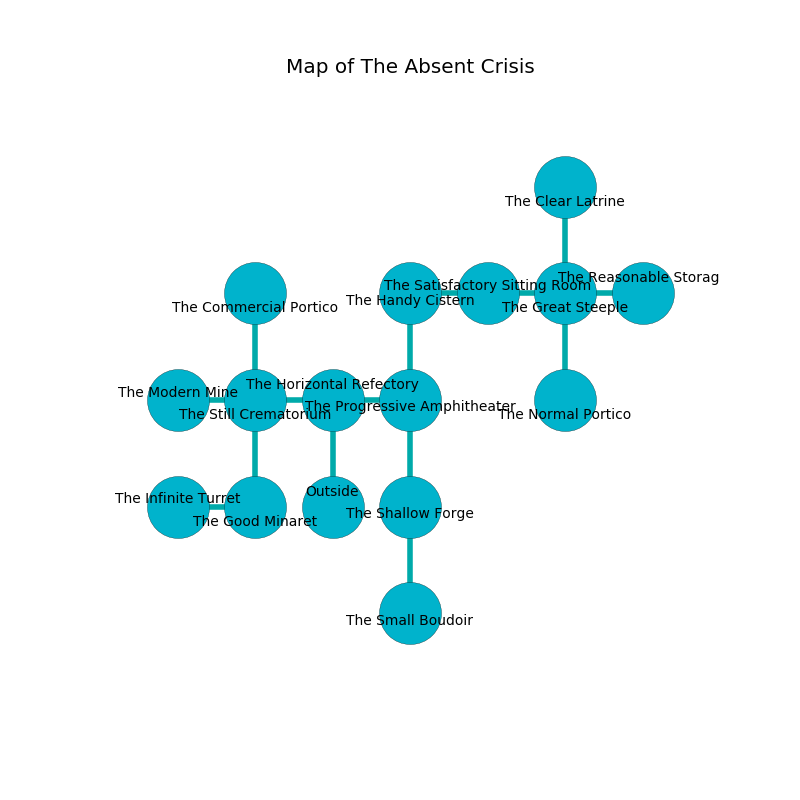 Map of The Absent Crisis
The Clear Latrine
The Reasonable Storag
The Satisfactory Sitting Room
The Handy Cistern
The Great Steeple
The Commercial Portico
The Horizontal Refectory
The Modern Mine
The Progressive Amphitheater
The Still Crematorium
The Normal Portico
Outside
The Infinite Turret
The Shallow Forge
The Good Minaret
The Small Boudoir